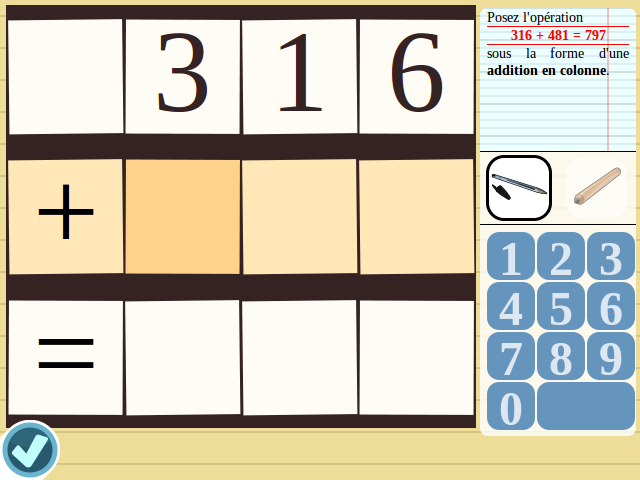 3 1 6
+
=
Posez l'opération
316 + 481 = 797
sous la forme d'une
addition en colonne.
1 2 3
4 5 6
7 8 9
0